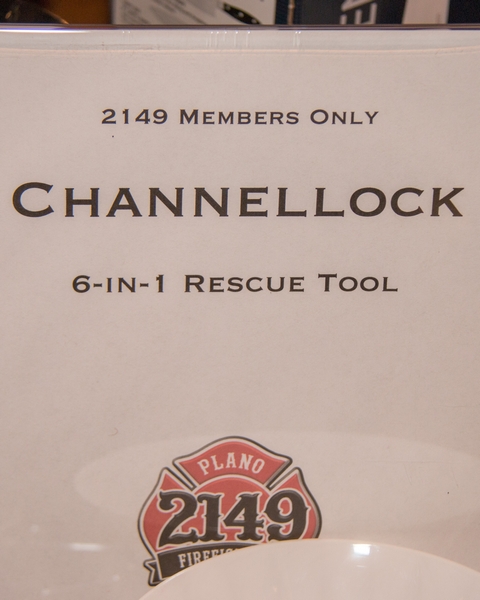 2149 Members Only
Channellock
6-in-1 Rescue Tool
PLANO
2149